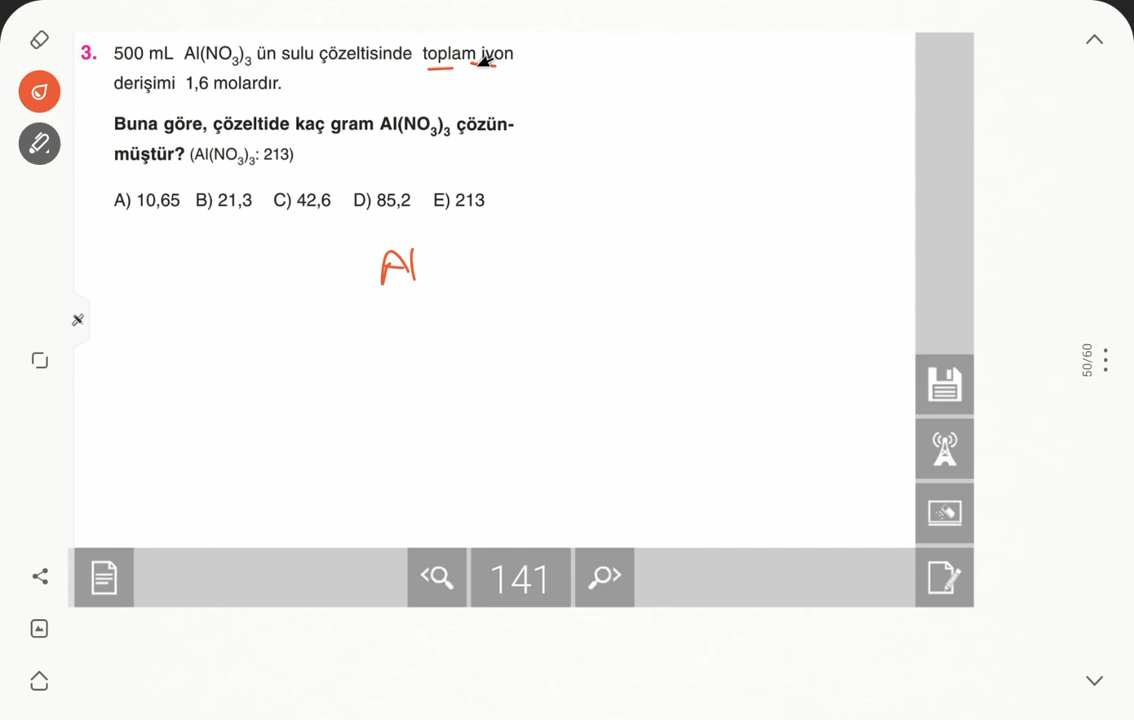 3. 500 mL Al(NO₃)₃ ün sulu çözeltisinde toplam iyon
derişimi 1,6 molardır.
Buna göre, çözeltide kaç gram Al(NO₃)₃ çözün-
müştür? (Al(NO₃)₃: 213)
A) 10,65 B) 21,3 C) 42,6 D) 85,2 E) 213
Al
50/60
141